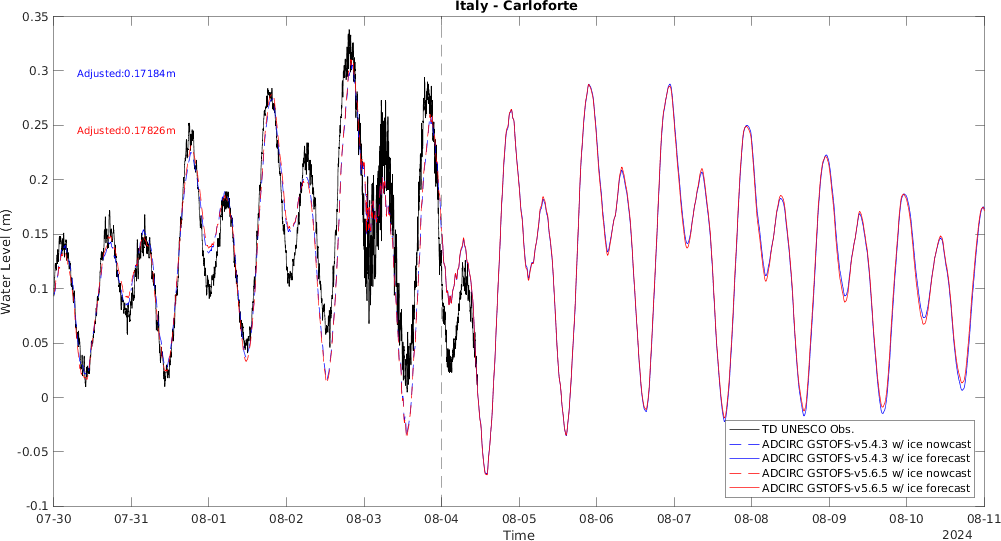 Italy - Carloforte
0.35
0.3
0.25
0.2
0.15
0.1
0.05
0
-0.05
-0.1
Water Level (m)
Adjusted:0.17184m
Adjusted:0.17826m
TD UNESCO Obs.
ADCIRC GSTOFS-v5.4.3 w/ ice nowcast
ADCIRC GSTOFS-v5.4.3 w/ ice forecast
ADCIRC GSTOFS-v5.6.5 w/ ice nowcast
ADCIRC GSTOFS-v5.6.5 w/ ice forecast
07-30 07-31 08-01 08-02 08-03 08-04 08-05 08-06 08-07 08-08 08-09 08-10 08-11
Time
2024